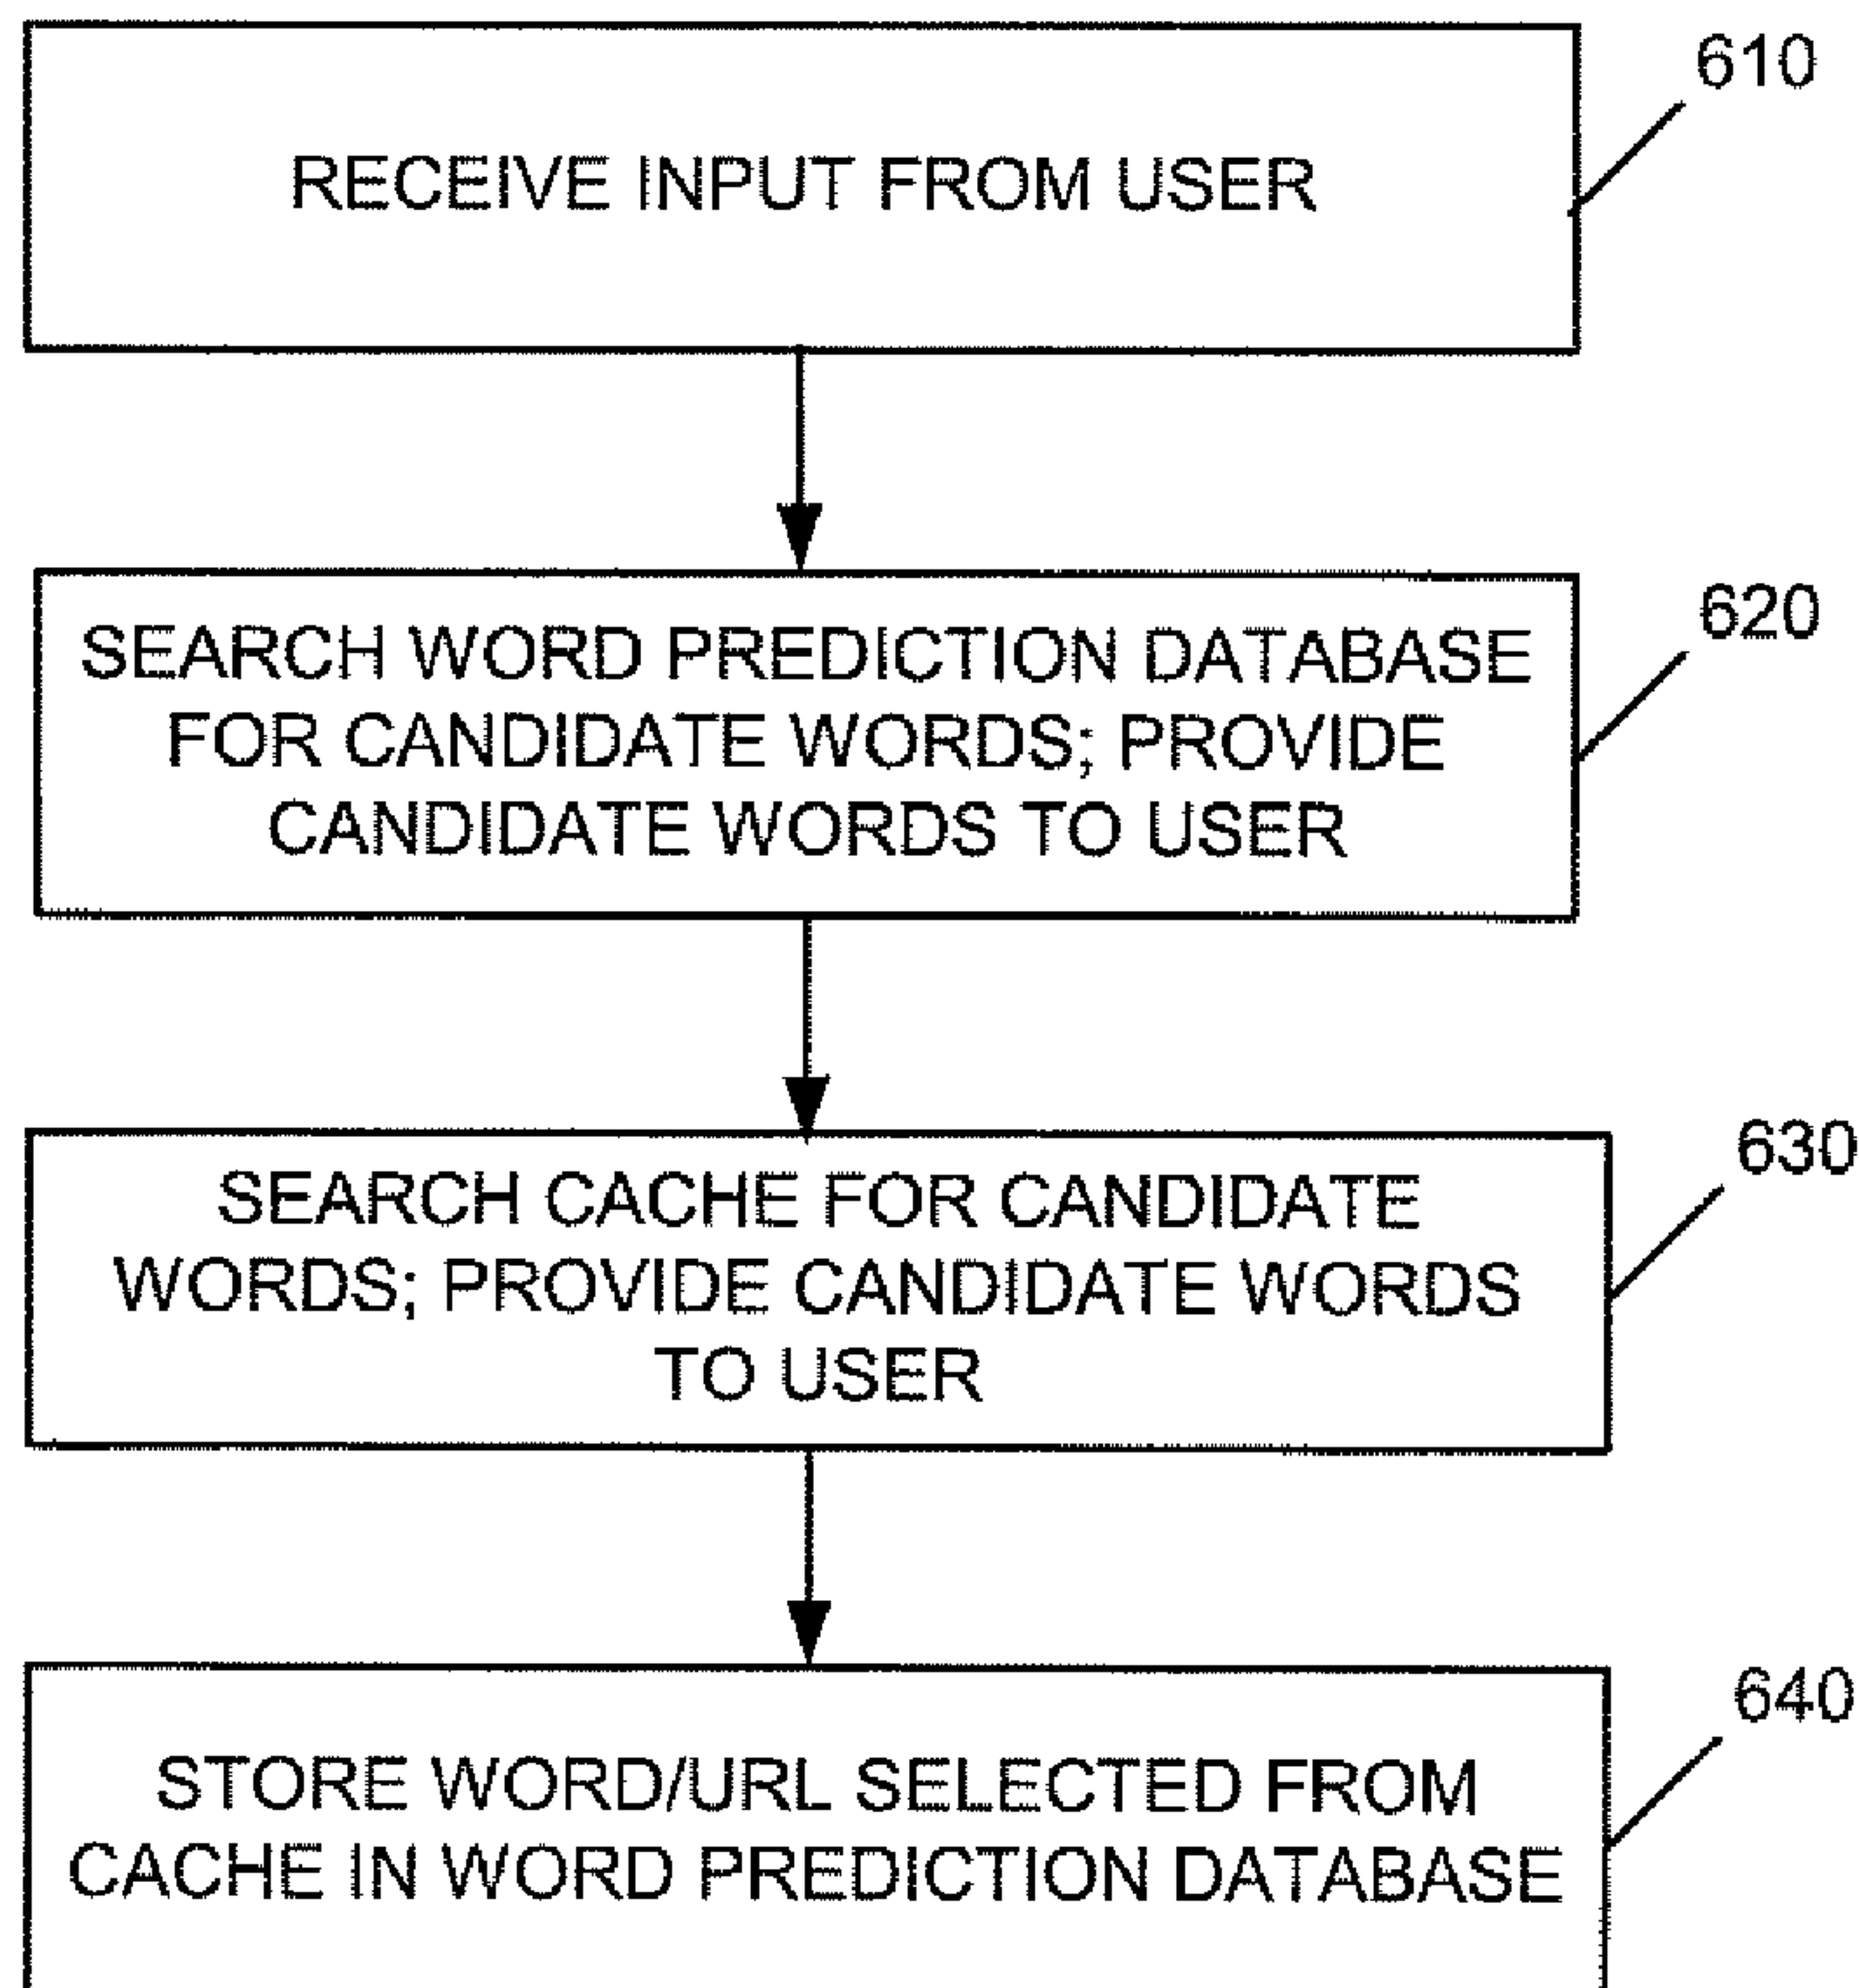 610
RECEIVE INPUT FROM USER
620
SEARCH WORD PREDICTION DATABASE
FOR CANDIDATE WORDS; PROVIDE
CANDIDATE WORDS TO USER
630
SEARCH CACHE FOR CANDIDATE
WORDS; PROVIDE CANDIDATE WORDS
TO USER
640
STORE WORD/URL SELECTED FROM
CACHE IN WORD PREDICTION DATABASE